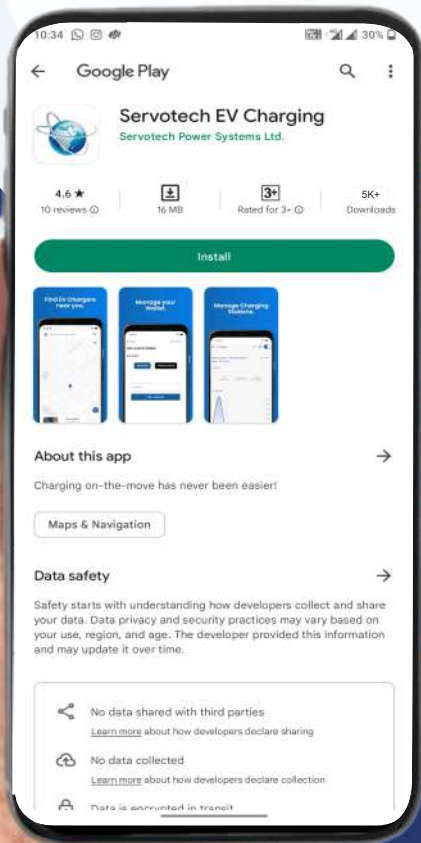 10:34
30%
Google Play
Servotech EV Charging
Servotech Power Systems Ltd.
4.6 ★
10 reviews
16 MB
3+
Rated for 3+
5K+
Downloads
Install
Find EV Chargers
near you.
Manage your
Wallet.
Manage Charging
Stations.
About this app
Charging on-the-move has never been easier!
Maps & Navigation
Data safety
Safety starts with understanding how developers collect and share
your data. Data privacy and security practices may vary based on
your use, region, and age. The developer provided this information
and may update it over time.
No data shared with third parties
Learn more about how developers declare sharing
No data collected
Learn more about how developers declare collection
Data is encrypted in transit